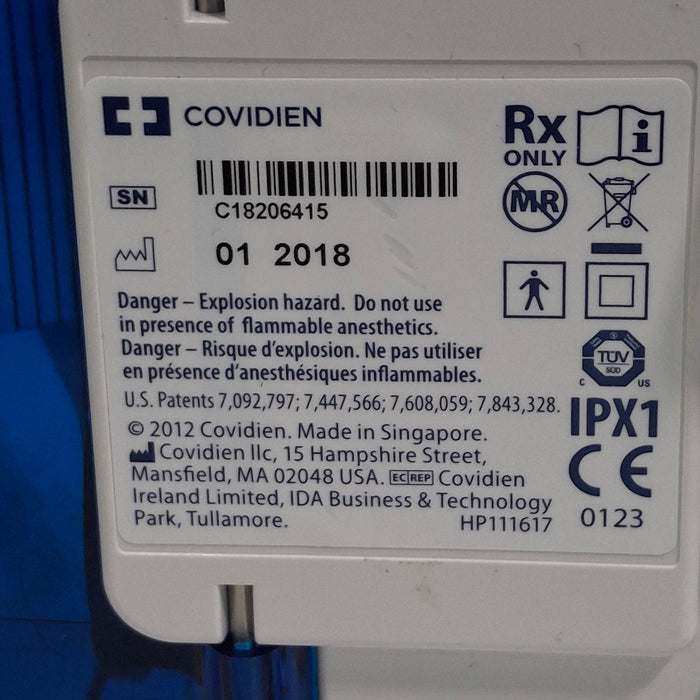 COVIDIEN
Rx
ONLY
SN
C18206415
MR
01 2018
Danger – Explosion hazard. Do not use
in presence of flammable anesthetics.
Danger – Risque d'explosion. Ne pas utiliser
en présence d'anesthésiques inflammables.
TÜV
SÜD
C US
U.S. Patents 7,092,797; 7,447,566; 7,608,059; 7,843,328.
IPX1
© 2012 Covidien. Made in Singapore.
Covidien llc, 15 Hampshire Street,
Mansfield, MA 02048 USA. EC REP Covidien
Ireland Limited, IDA Business & Technology
Park, Tullamore. HP111617
CE
0123